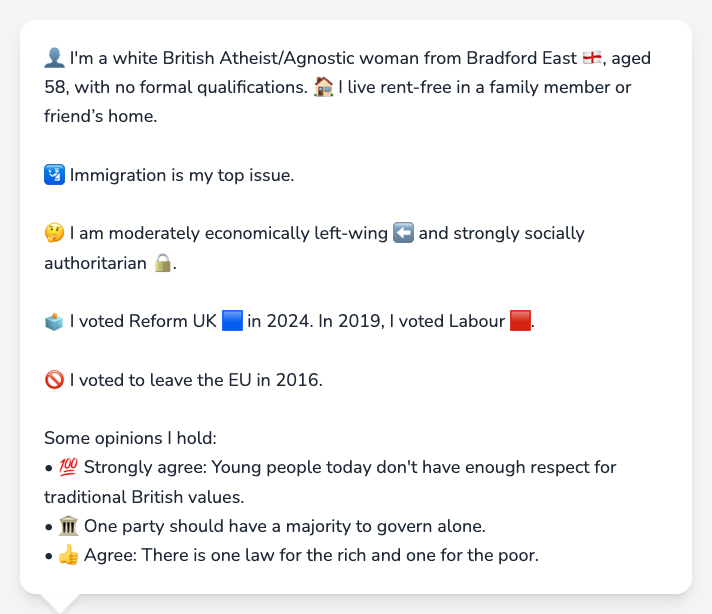 👤 I'm a white British Atheist/Agnostic woman from Bradford East 🏴󠁧󠁢󠁥󠁮󠁧󠁿, aged
58, with no formal qualifications. 🏠 I live rent-free in a family member or
friend’s home.
🛂 Immigration is my top issue.
🤔 I am moderately economically left-wing ⬅️ and strongly socially
authoritarian 🔒.
🗳️ I voted Reform UK 🟦 in 2024. In 2019, I voted Labour 🟥.
🚫 I voted to leave the EU in 2016.
Some opinions I hold:
• 💯 Strongly agree: Young people today don't have enough respect for
traditional British values.
• 🏛️ One party should have a majority to govern alone.
• 👍 Agree: There is one law for the rich and one for the poor.